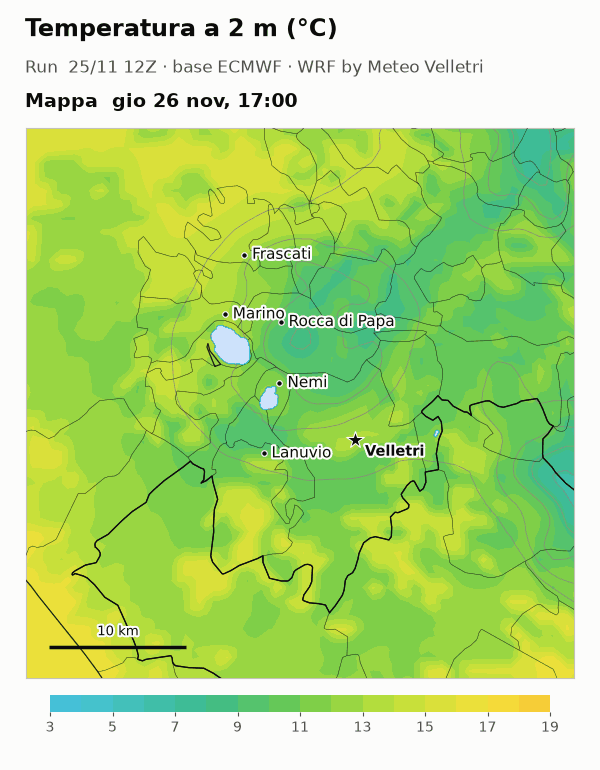 Temperatura a 2 m (°C)
Run  25/11 12Z · base ECMWF · WRF by Meteo Velletri
Mappa  gio 26 nov, 17:00
Frascati
Marino
Rocca di Papa
Nemi
Velletri
Lanuvio
10 km
3 5 7 9 11 13 15 17 19